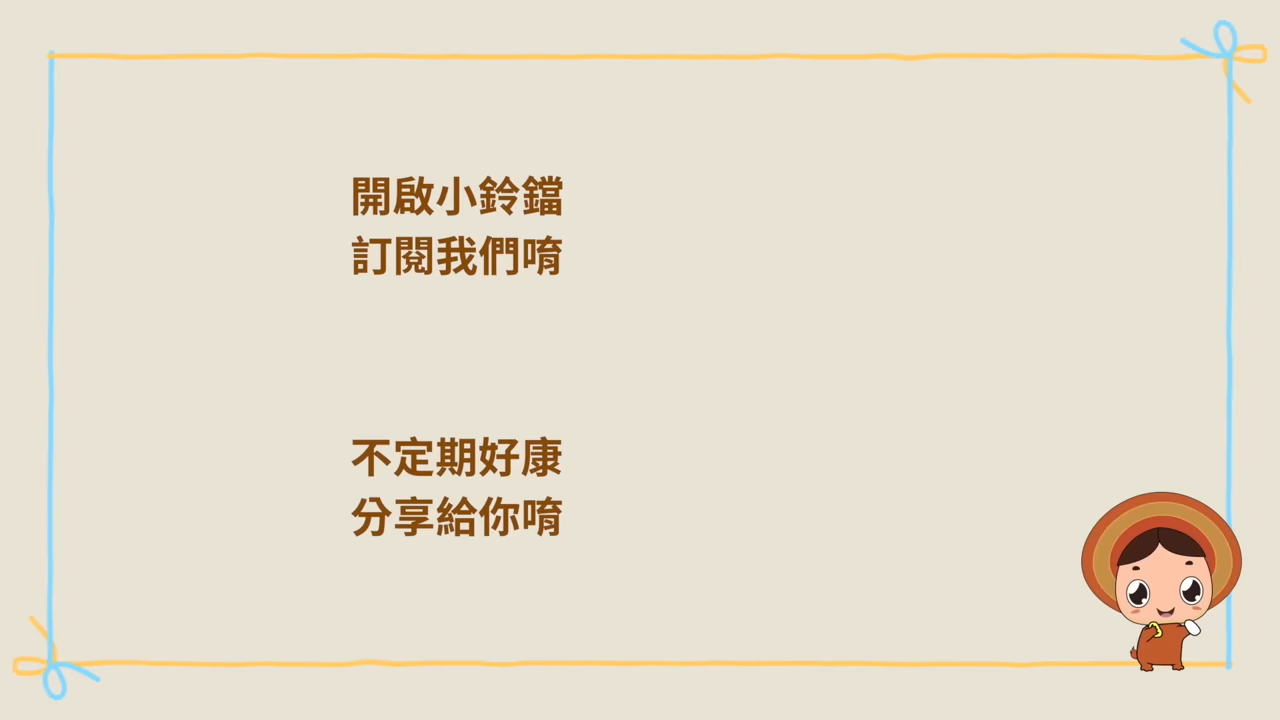 開啟小鈴鐺
訂閱我們唷
不定期好康
分享給你唷